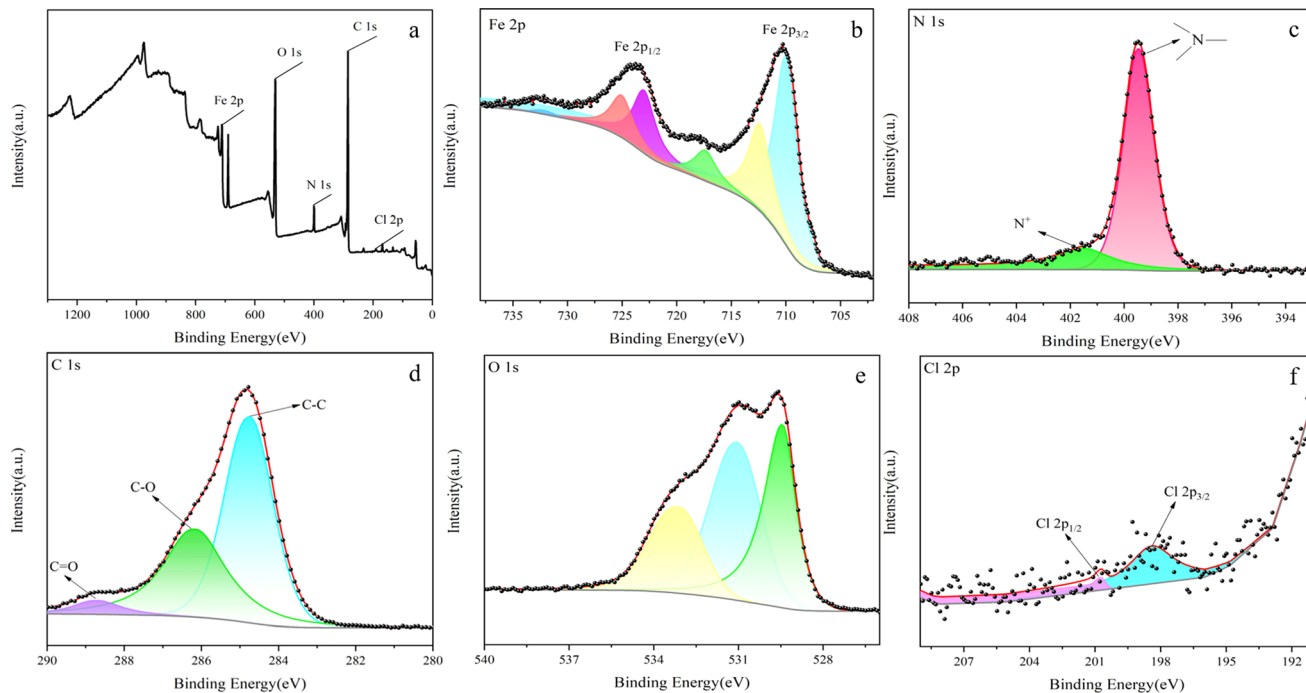 a
C 1s
O 1s
Fe 2p
N 1s
Cl 2p
Intensity(a.u.)
1200 1000 800 600 400 200 0
Binding Energy(eV)
Fe 2p
b
Fe 2p3/2
Fe 2p1/2
Intensity(a.u.)
735 730 725 720 715 710 705
Binding Energy(eV)
N 1s
c
N
N+
Intensity(a.u.)
408 406 404 402 400 398 396 394
Binding Energy(eV)
C 1s
d
C-C
C-O
C=O
Intensity(a.u.)
290 288 286 284 282 280
Binding Energy(eV)
O 1s
e
Intensity(a.u.)
540 537 534 531 528
Binding Energy(eV)
Cl 2p
f
Cl 2p3/2
Cl 2p1/2
Intensity(a.u.)
207 204 201 198 195 192
Binding Energy(eV)